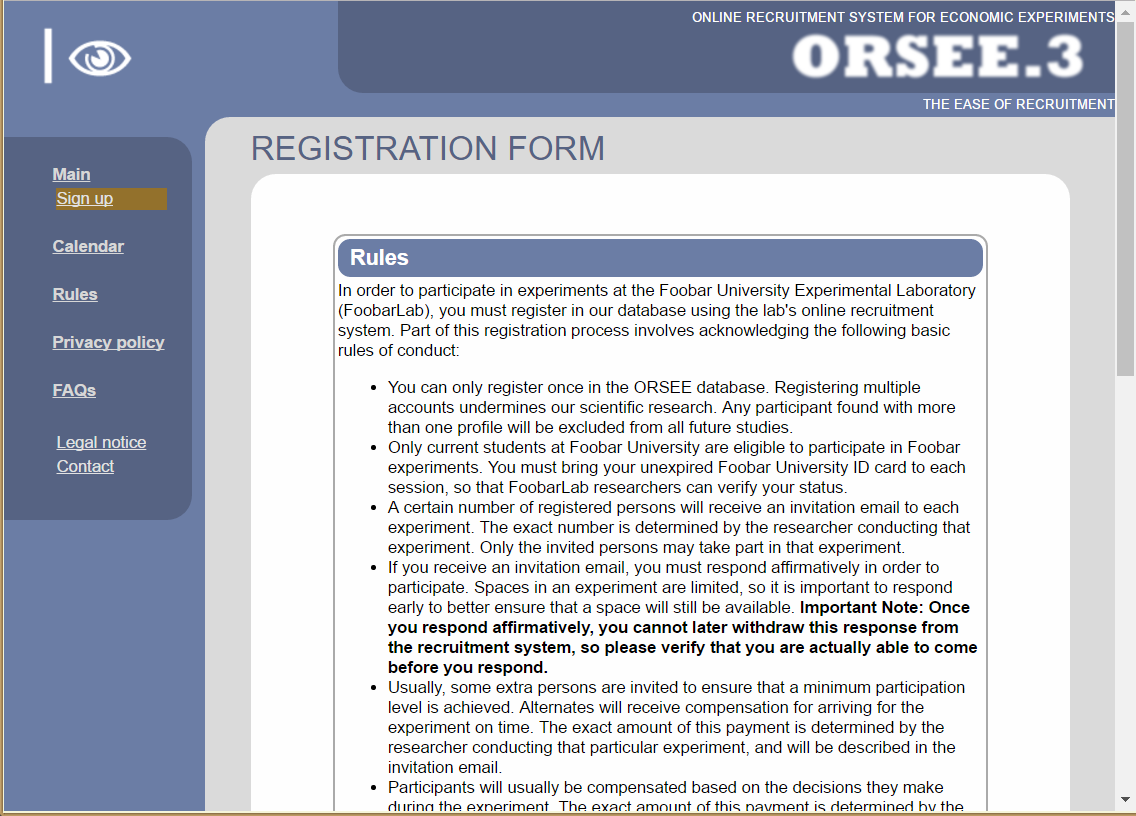 ONLINE RECRUITMENT SYSTEM FOR ECONOMIC EXPERIMENTS
ORSEE.3
THE EASE OF RECRUITMENT
Main
Sign up
Calendar
Rules
Privacy policy
FAQs
Legal notice
Contact
REGISTRATION FORM
Rules
In order to participate in experiments at the Foobar University Experimental Laboratory
(FoobarLab), you must register in our database using the lab's online recruitment
system. Part of this registration process involves acknowledging the following basic
rules of conduct:
• You can only register once in the ORSEE database. Registering multiple
accounts undermines our scientific research. Any participant found with more
than one profile will be excluded from all future studies.
• Only current students at Foobar University are eligible to participate in Foobar
experiments. You must bring your unexpired Foobar University ID card to each
session, so that FoobarLab researchers can verify your status.
• A certain number of registered persons will receive an invitation email to each
experiment. The exact number is determined by the researcher conducting that
experiment. Only the invited persons may take part in that experiment.
• If you receive an invitation email, you must respond affirmatively in order to
participate. Spaces in an experiment are limited, so it is important to respond
early to better ensure that a space will still be available. Important Note: Once
you respond affirmatively, you cannot later withdraw this response from
the recruitment system, so please verify that you are actually able to come
before you respond.
• Usually, some extra persons are invited to ensure that a minimum participation
level is achieved. Alternates will receive compensation for arriving for the
experiment on time. The exact amount of this payment is determined by the
researcher conducting that particular experiment, and will be described in the
invitation email.
• Participants will usually be compensated based on the decisions they make
during the experiment. The exact amount of this payment is determined by the